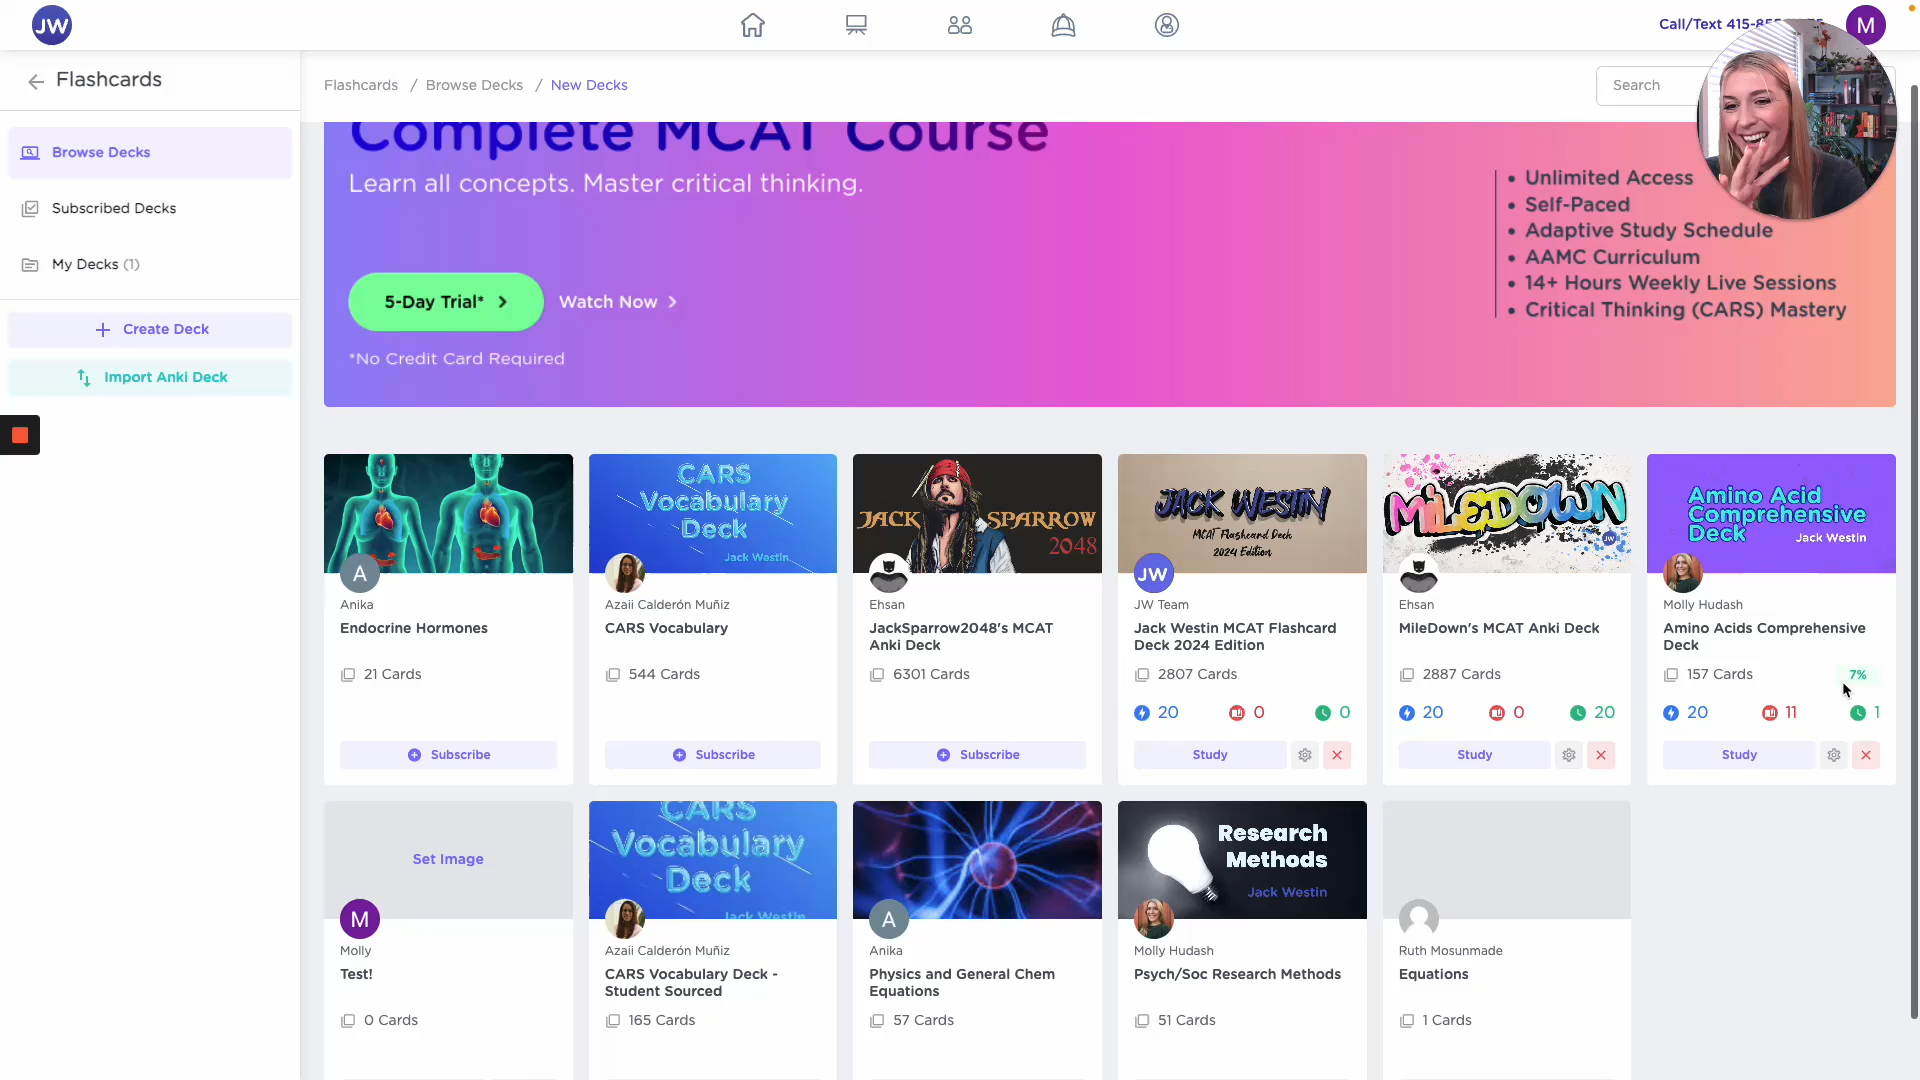 JW
Call/Text 415-85
M
Flashcards
Flashcards / Browse Decks / New Decks
Search
Browse Decks
Subscribed Decks
My Decks (1)
Create Deck
Import Anki Deck
Complete MCAT Course
Learn all concepts. Master critical thinking.
5-Day Trial*
Watch Now
*No Credit Card Required
• Unlimited Access
• Self-Paced
• Adaptive Study Schedule
• AAMC Curriculum
• 14+ Hours Weekly Live Sessions
• Critical Thinking (CARS) Mastery
A
Anika
Endocrine Hormones
21 Cards
Subscribe
CARS
Vocabulary
Deck
Jack Westin
Azaii Calderón Muñiz
CARS Vocabulary
544 Cards
Subscribe
JACK SPARROW
2048
Ehsan
JackSparrow2048's MCAT
Anki Deck
6301 Cards
Subscribe
JACK WESTIN
MCAT Flashcard Deck
2024 Edition
JW
JW Team
Jack Westin MCAT Flashcard
Deck 2024 Edition
2807 Cards
20 0 0
Study
MILEDOWN
JW
Ehsan
MileDown's MCAT Anki Deck
2887 Cards
20 0 20
Study
Amino Acid
Comprehensive
Deck
Jack Westin
Molly Hudash
Amino Acids Comprehensive
Deck
157 Cards
7%
20 11 1
Study
Set Image
M
Molly
Test!
0 Cards
CARS
Vocabulary
Deck
Jack Westin
Azaii Calderón Muñiz
CARS Vocabulary Deck -
Student Sourced
165 Cards
A
Anika
Physics and General Chem
Equations
57 Cards
Research
Methods
Jack Westin
Molly Hudash
Psych/Soc Research Methods
51 Cards
Ruth Mosunmade
Equations
1 Cards